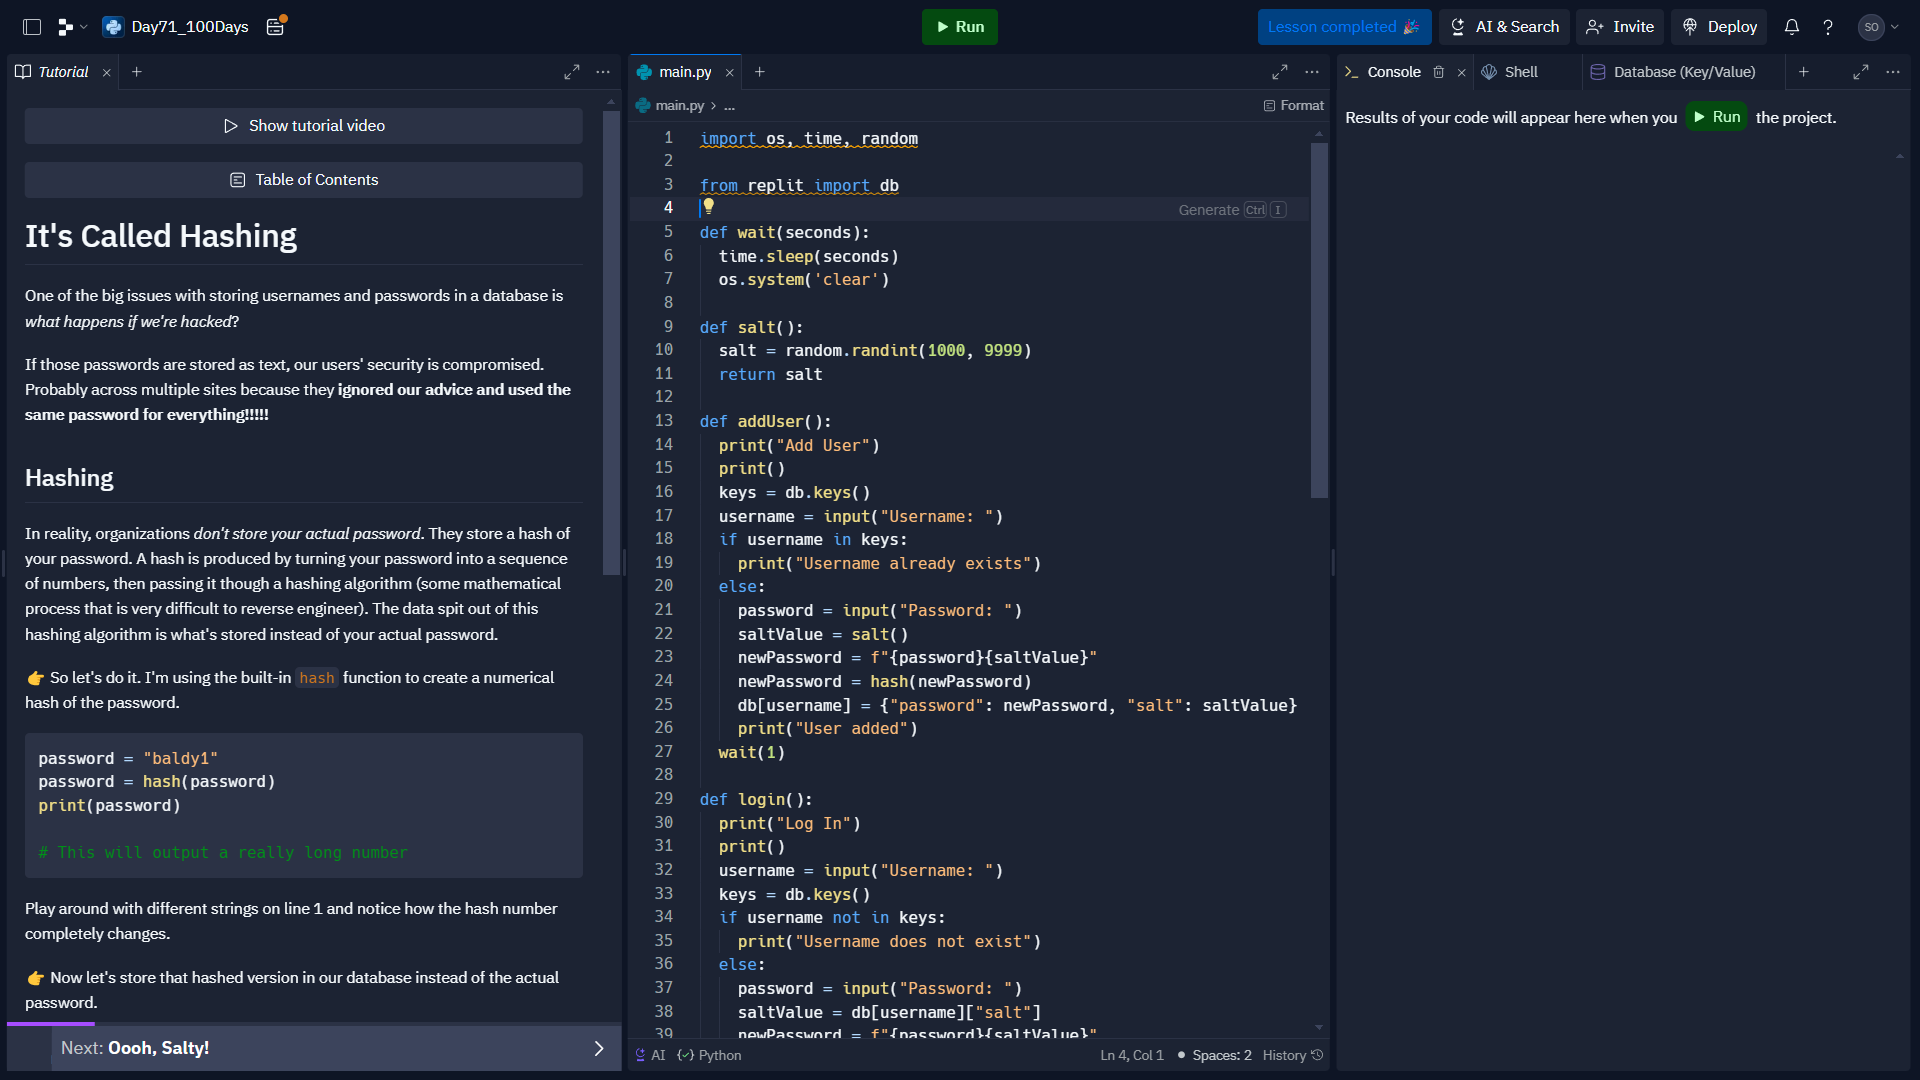 Day71_100Days
Run
Lesson completed 🎉
AI & Search
Invite
Deploy
SO
Tutorial
Show tutorial video
Table of Contents
It's Called Hashing
One of the big issues with storing usernames and passwords in a database is
what happens if we're hacked?
If those passwords are stored as text, our users' security is compromised.
Probably across multiple sites because they ignored our advice and used the
same password for everything!!!!!
Hashing
In reality, organizations don't store your actual password. They store a hash of
your password. A hash is produced by turning your password into a sequence
of numbers, then passing it though a hashing algorithm (some mathematical
process that is very difficult to reverse engineer). The data spit out of this
hashing algorithm is what's stored instead of your actual password.
👉 So let's do it. I'm using the built-in hash function to create a numerical
hash of the password.
password = "baldy1"
password = hash(password)
print(password)
# This will output a really long number
Play around with different strings on line 1 and notice how the hash number
completely changes.
👉 Now let's store that hashed version in our database instead of the actual
password.
Next: Oooh, Salty!
main.py
main.py > ...
Format
1 import os, time, random
2
3 from replit import db
4 Generate Ctrl I
5 def wait(seconds):
6 time.sleep(seconds)
7 os.system('clear')
8
9 def salt():
10 salt = random.randint(1000, 9999)
11 return salt
12
13 def addUser():
14 print("Add User")
15 print()
16 keys = db.keys()
17 username = input("Username: ")
18 if username in keys:
19 print("Username already exists")
20 else:
21 password = input("Password: ")
22 saltValue = salt()
23 newPassword = f"{password}{saltValue}"
24 newPassword = hash(newPassword)
25 db[username] = {"password": newPassword, "salt": saltValue}
26 print("User added")
27 wait(1)
28
29 def login():
30 print("Log In")
31 print()
32 username = input("Username: ")
33 keys = db.keys()
34 if username not in keys:
35 print("Username does not exist")
36 else:
37 password = input("Password: ")
38 saltValue = db[username]["salt"]
39 newPassword = f"{password}{saltValue}"
AI
Python
Ln 4, Col 1
Spaces: 2
History
Console
Shell
Database (Key/Value)
Results of your code will appear here when you Run the project.